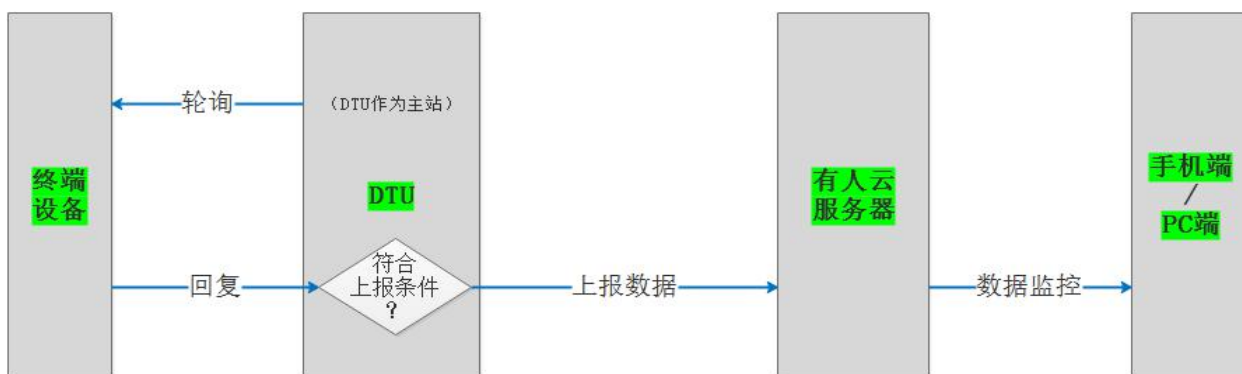 轮询
（DTU作为主站）
终端
设备
DTU
有人云
服务器
手机端
/
PC端
回复
符合
上报条件
?
上报数据
数据监控